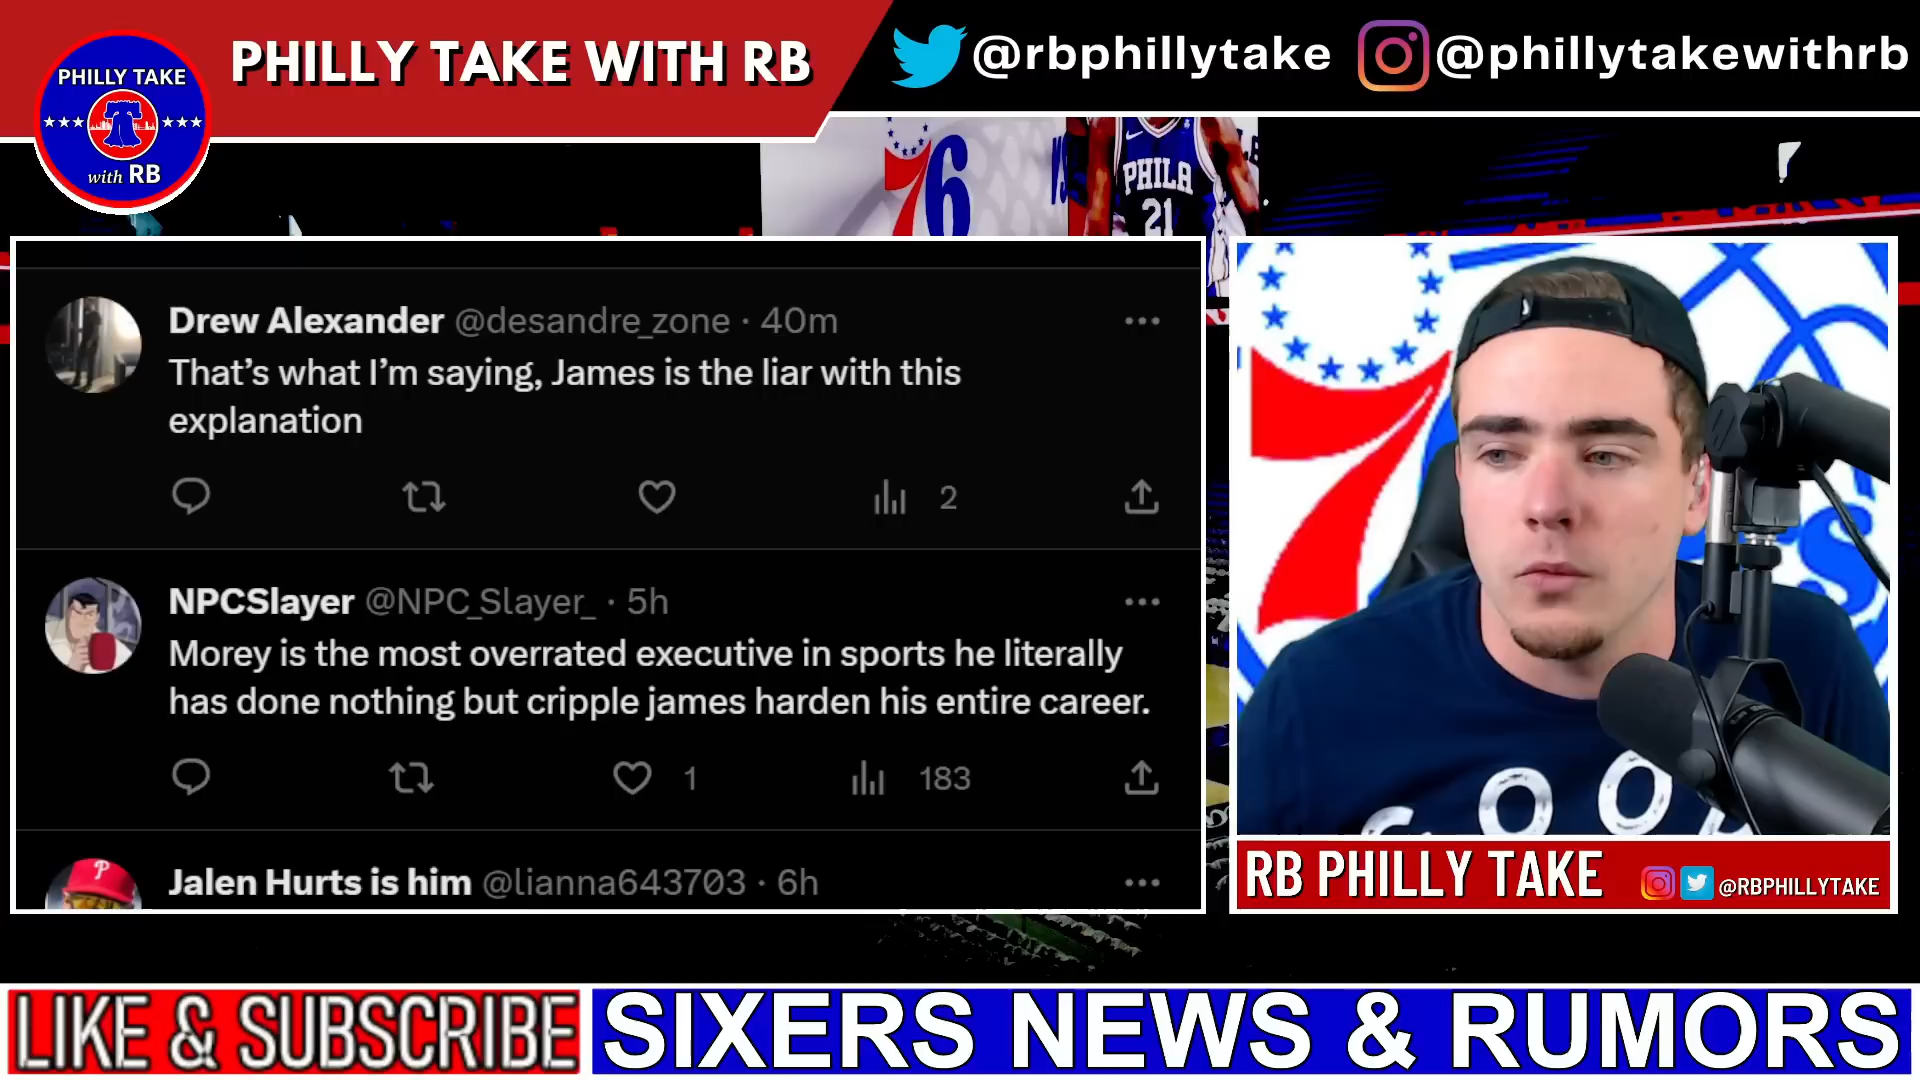 PHILLY TAKE
with RB
PHILLY TAKE WITH RB
@rbphillytake
@phillytakewithrb
76
PHILA
21
Drew Alexander @desandre_zone · 40m
That’s what I’m saying, James is the liar with this
explanation
2
NPCSlayer @NPC_Slayer_ · 5h
Morey is the most overrated executive in sports he literally
has done nothing but cripple james harden his entire career.
1
183
Jalen Hurts is him @lianna643703 · 6h
RB PHILLY TAKE
@RBPHILLYTAKE
LIKE & SUBSCRIBE
SIXERS NEWS & RUMORS